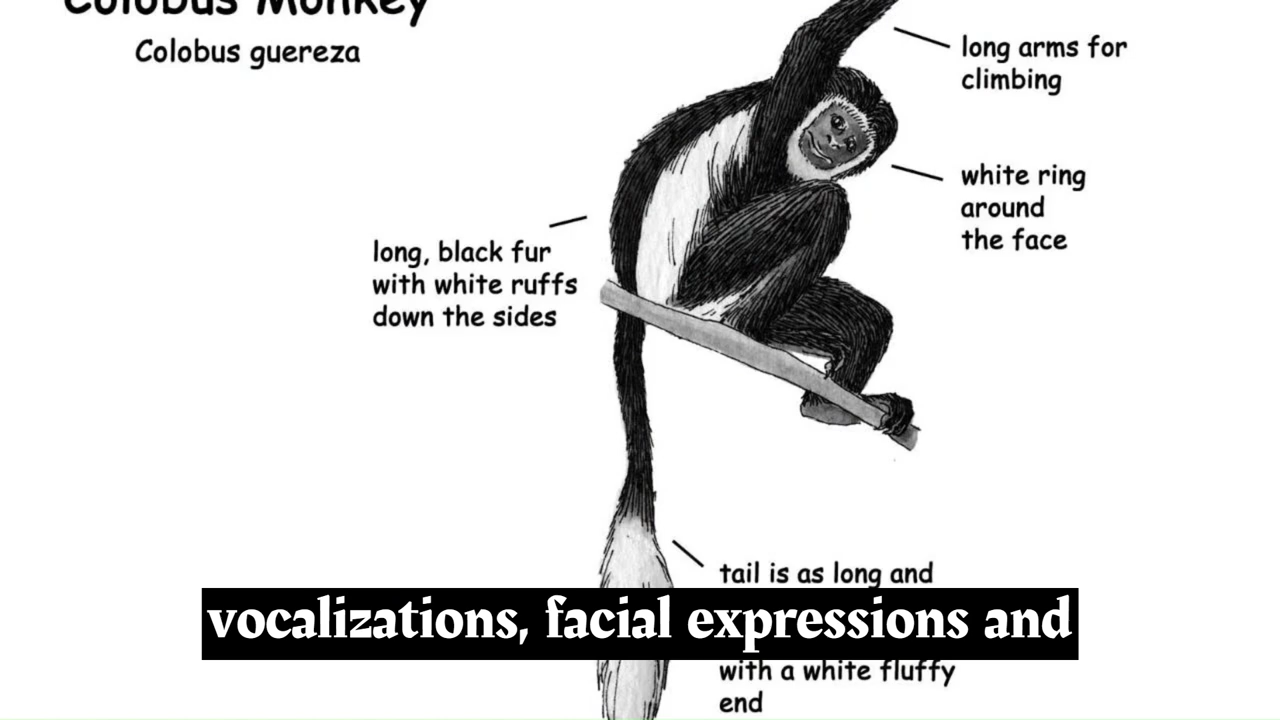 Colobus Monkey
Colobus guereza
long arms for
climbing
white ring
around
the face
long, black fur
with white ruffs
down the sides
tail is as long and
vocalizations, facial expressions and
with a white fluffy
end